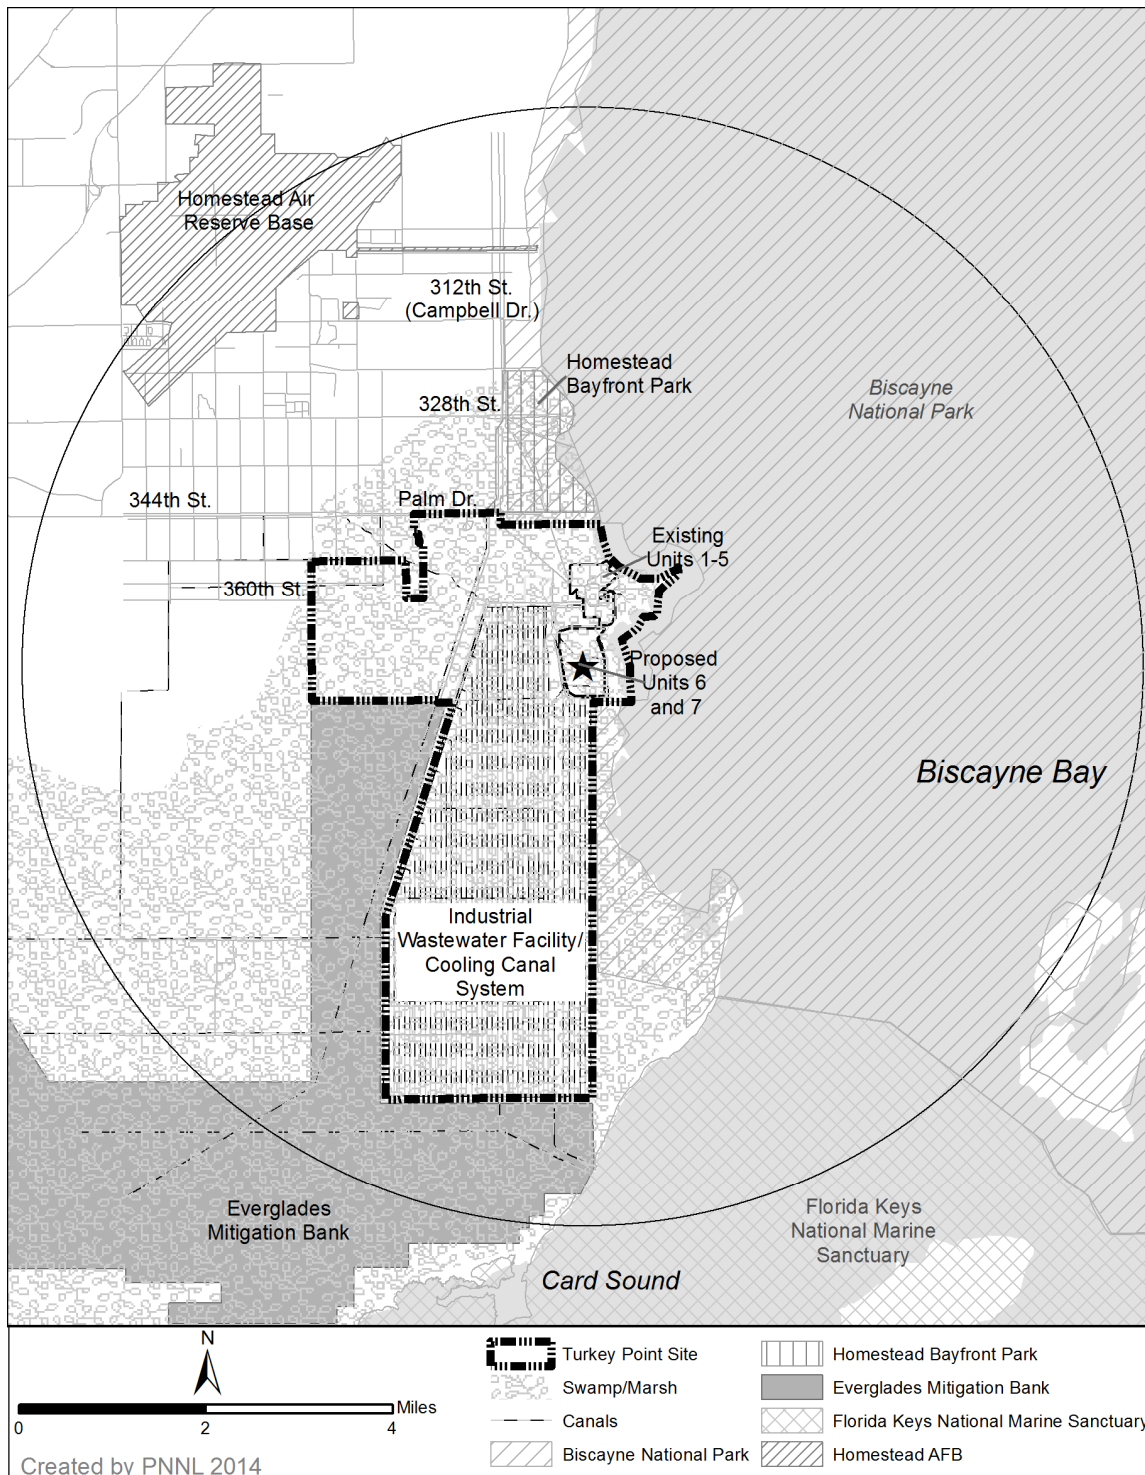 Homestead Air
Reserve Base
312th St.
(Campbell Dr.)
Homestead
Bayfront Park
Biscayne
National Park
328th St.
344th St.
Palm Dr.
Existing
Units 1-5
360th St.
Proposed
Units 6
and 7
Biscayne Bay
Industrial
Wastewater Facility/
Cooling Canal
System
Everglades
Mitigation Bank
Florida Keys
National Marine
Sanctuary
Card Sound
N
Miles
0 2 4
Created by PNNL 2014
Turkey Point Site
Swamp/Marsh
Canals
Biscayne National Park
Homestead Bayfront Park
Everglades Mitigation Bank
Florida Keys National Marine Sanctuary
Homestead AFB